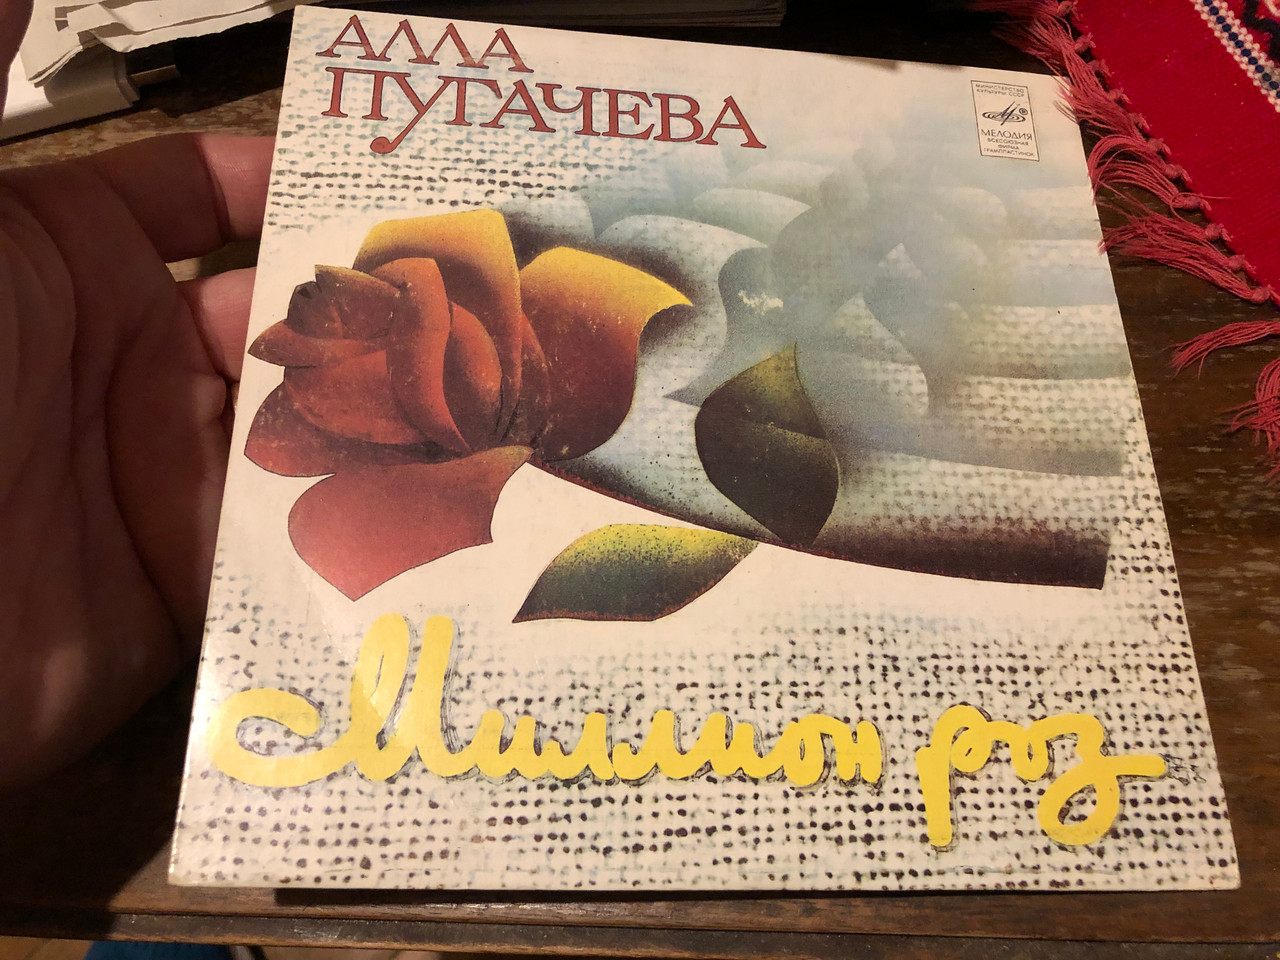 АЛЛА
ПУГАЧЕВА
МИНИСТЕРСТВО
КУЛЬТУРЫ СССР
®
МЕЛОДИЯ
ВСЕСОЮЗНАЯ
ФИРМА
ГРАМПЛАСТИНОК
Миллион роз